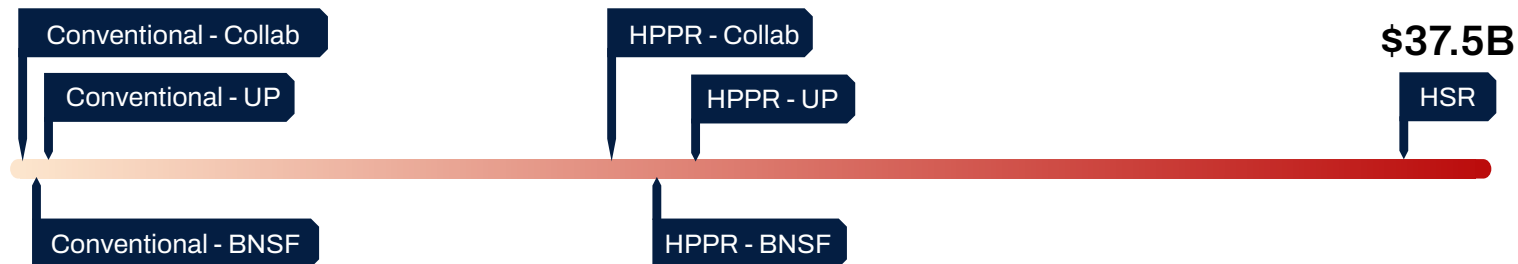 Conventional - Collab
HPPR - Collab
$37.5B
Conventional - UP
HPPR - UP
HSR
Conventional - BNSF
HPPR - BNSF